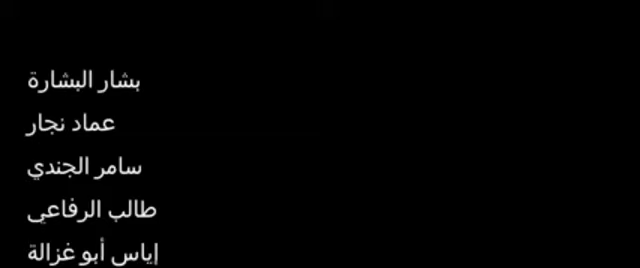 بشار البشارة
عماد نجار
سامر الجندي
طالب الرفاعي
إياس أبو غزالة